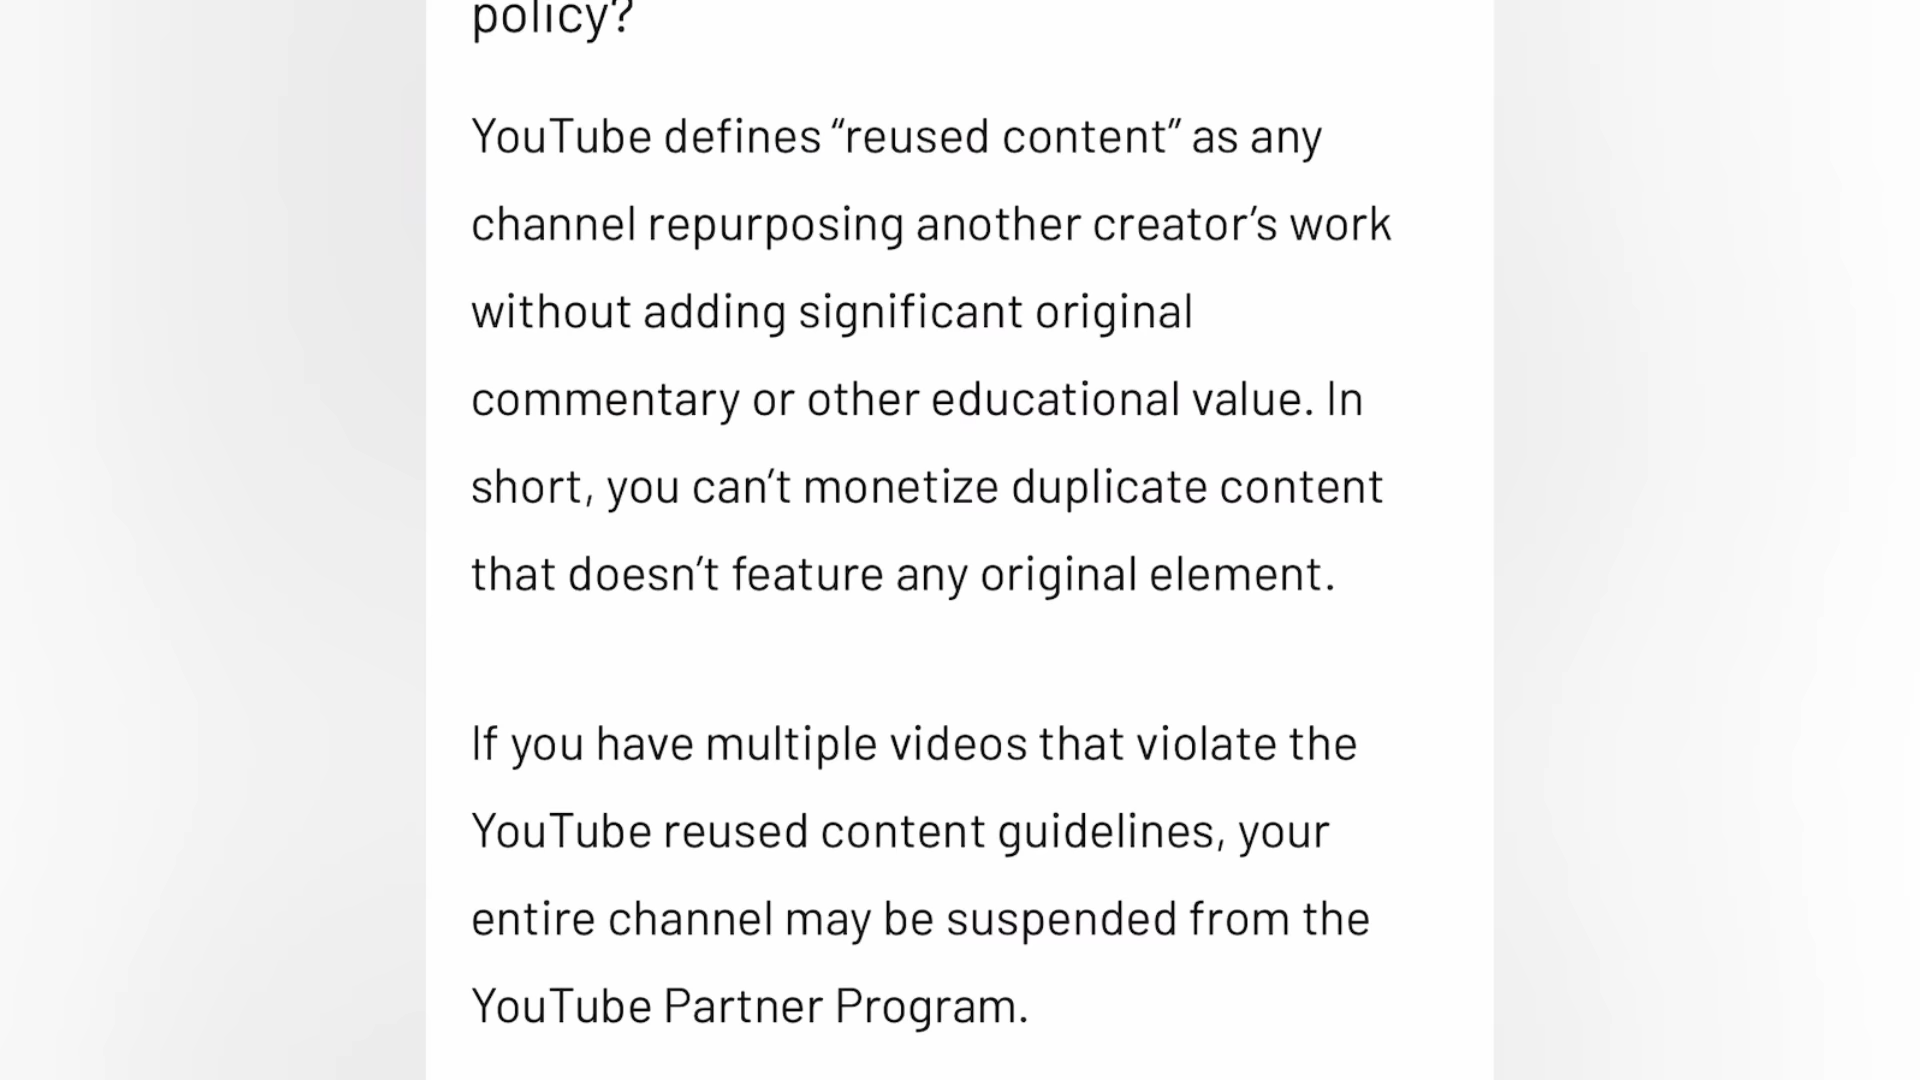 policy?
YouTube defines “reused content” as any
channel repurposing another creator’s work
without adding significant original
commentary or other educational value. In
short, you can’t monetize duplicate content
that doesn’t feature any original element.
If you have multiple videos that violate the
YouTube reused content guidelines, your
entire channel may be suspended from the
YouTube Partner Program.